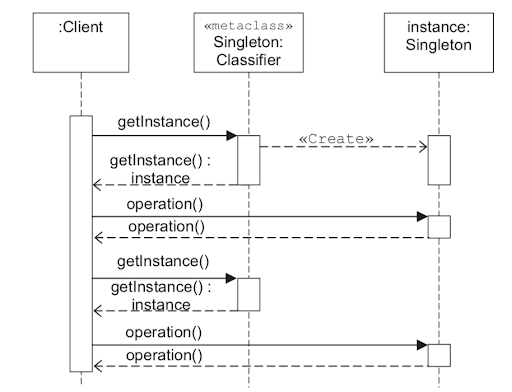 :Client
«metaclass»
Singleton:
Classifier
instance:
Singleton
getInstance()
«Create»
getInstance() :
instance
operation()
operation()
getInstance()
getInstance() :
instance
operation()
operation()